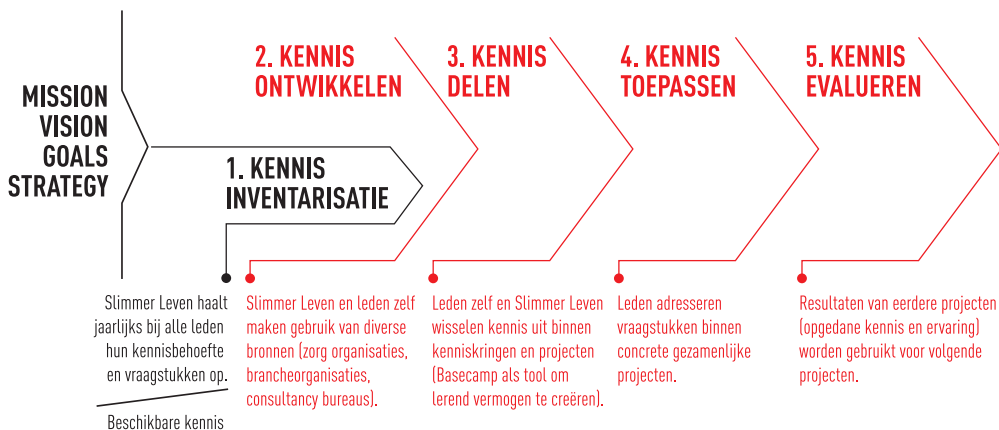 MISSION
VISION
GOALS
STRATEGY
1. KENNIS
INVENTARISATIE
Slimmer Leven haalt
jaarlijks bij alle leden
hun kennisbehoefte
en vraagstukken op.
Beschikbare kennis
2. KENNIS
ONTWIKKELEN
Slimmer Leven en leden zelf
maken gebruik van diverse
bronnen (zorg organisaties,
brancheorganisaties,
consultancy bureaus).
3. KENNIS
DELEN
Leden zelf en Slimmer Leven
wisselen kennis uit binnen
kenniskringen en projecten
(Basecamp als tool om
lerend vermogen te creëren).
4. KENNIS
TOEPASSEN
Leden adresseren
vraagstukken binnen
concrete gezamenlijke
projecten.
5. KENNIS
EVALUEREN
Resultaten van eerdere projecten
(opgedane kennis en ervaring)
worden gebruikt voor volgende
projecten.